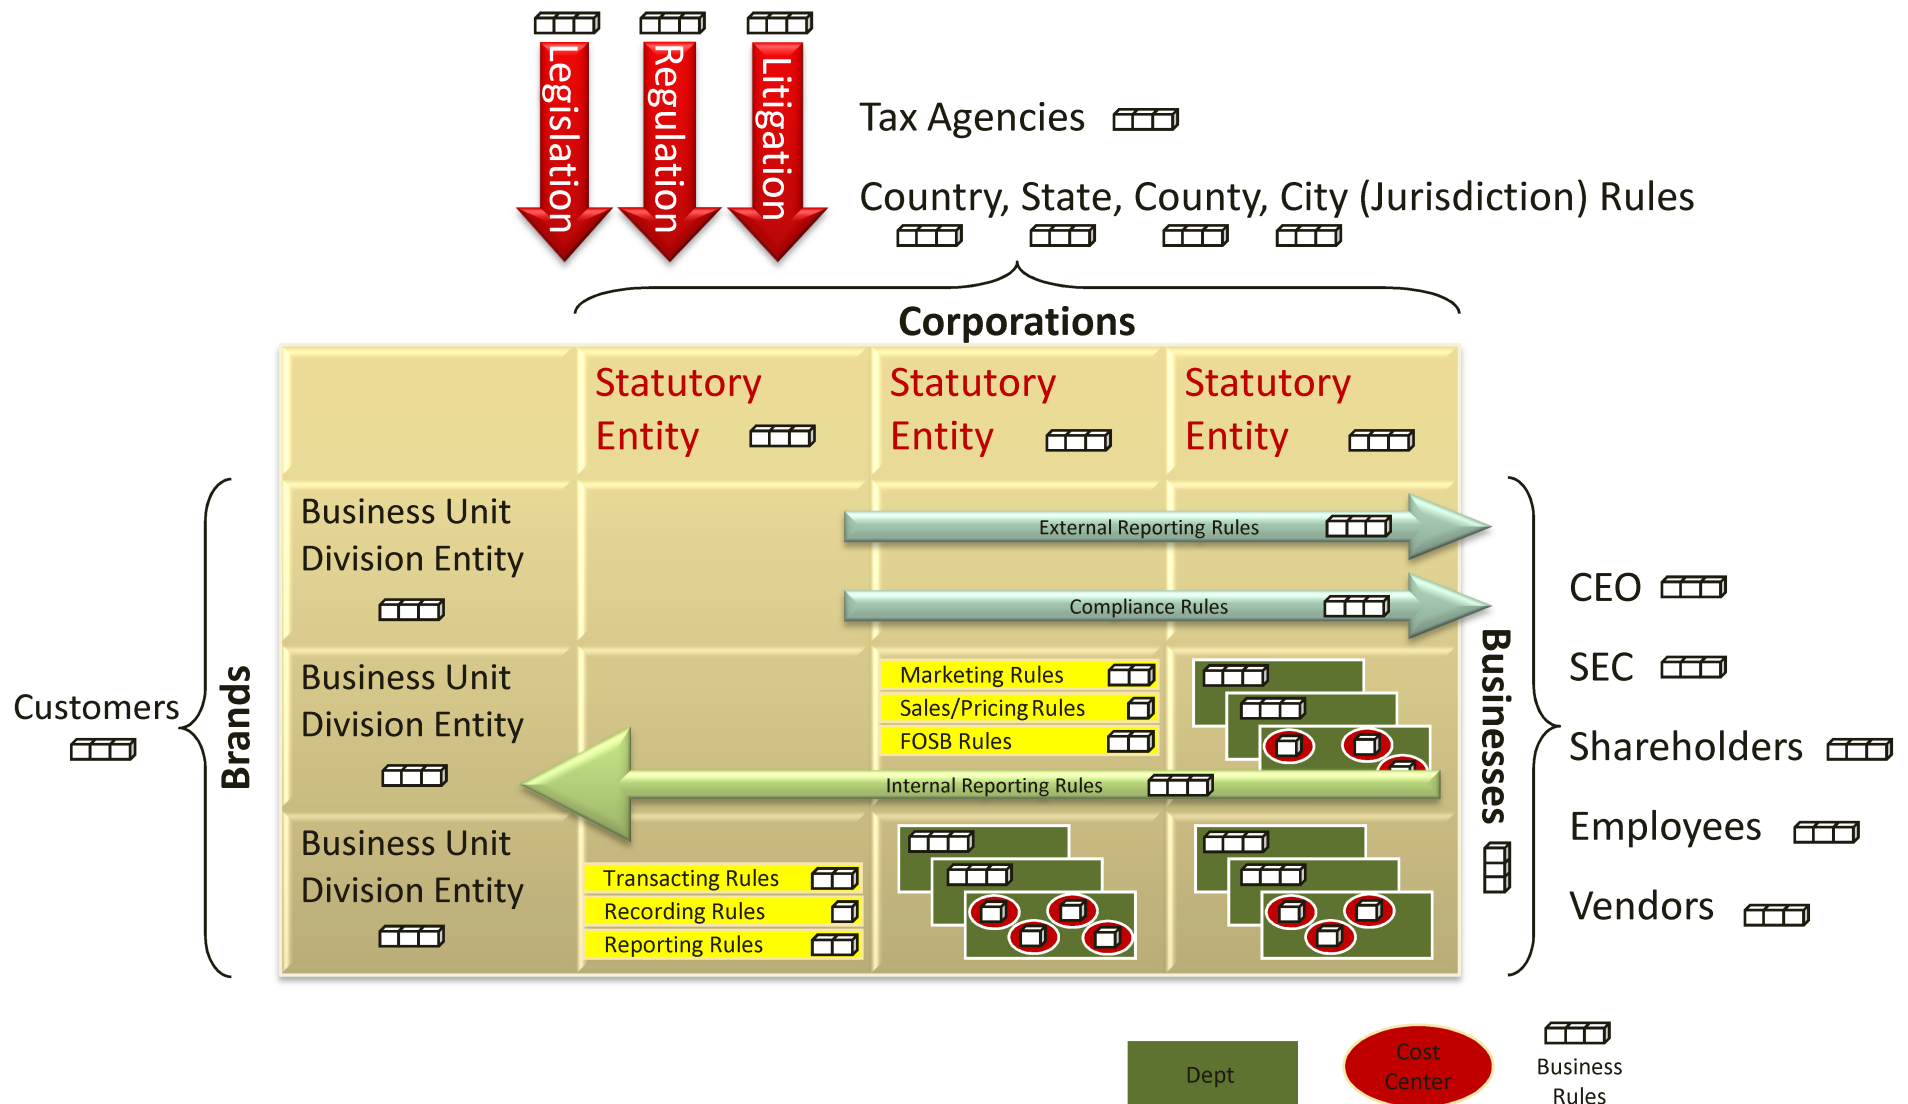 Legislation
Regulation
Litigation
Tax Agencies
Country, State, County, City (Jurisdiction) Rules
Corporations
Statutory
Entity
Statutory
Entity
Statutory
Entity
Business Unit
Division Entity
External Reporting Rules
Compliance Rules
Business Unit
Division Entity
Marketing Rules
Sales/Pricing Rules
FOSB Rules
Internal Reporting Rules
Business Unit
Division Entity
Transacting Rules
Recording Rules
Reporting Rules
Customers
Brands
Businesses
CEO
SEC
Shareholders
Employees
Vendors
Dept
Cost
Center
Business
Rules